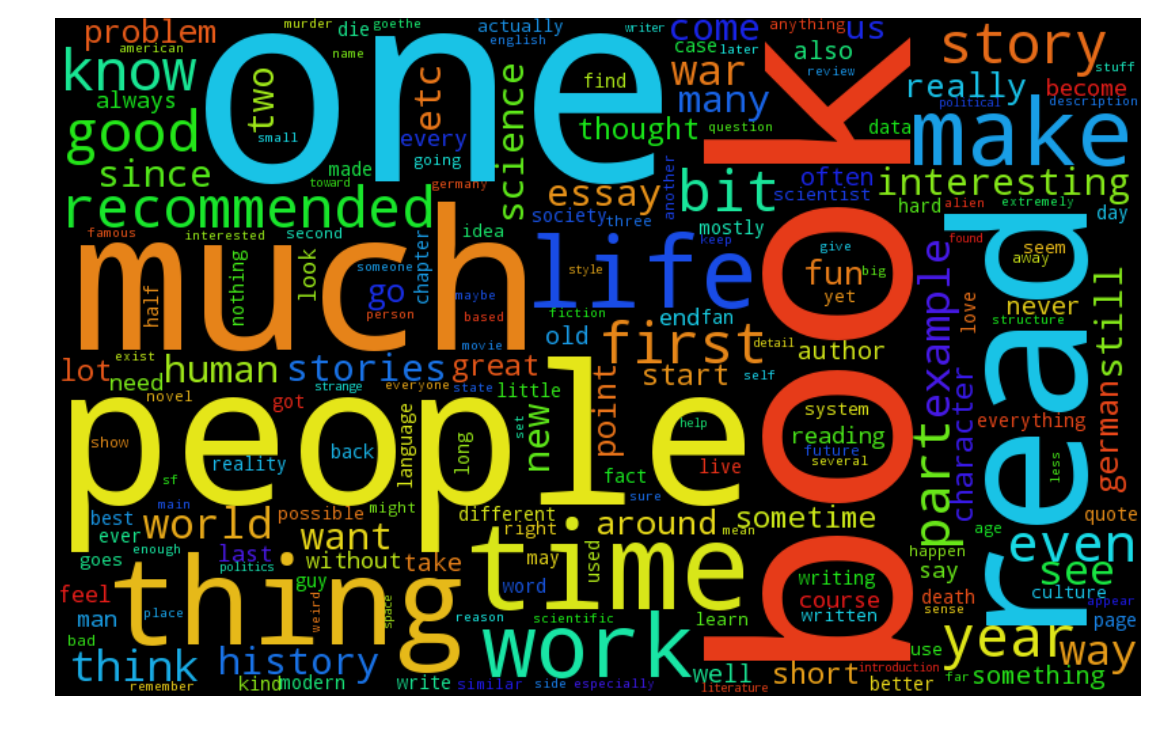 problem
murder
die
goethe
actually
english
writer
come
anything
us
story
american
name
one
know
always
two
small
etc
science
find
case
later
war
many
also
review
really
stuff
become
political
description
good
every
going
thought
question
data
make
since
made
toward
germany
essay
another
book
bit
often
scientist
interesting
recommended
society
three
mostly
hard
alien
extremely
day
famous
interested
second
idea
keep
much
half
nothing
look
someone
go
person
chapter
maybe
based
movie
life
style
fiction
give
fun
big
yet
found
read
seem
away
never
love
structure
still
old
end
fan
first
detail
author
example
lot
exist
need
human
stories
great
start
self
novel
strange
everyone
state
little
got
point
character
everything
german
people
show
sf
reality
back
language
long
set
new
help
live
fact
sure
system
reading
future
several
part
less
main
best
ever
world
possible
might
different
right
around
mean
sometime
age
quote
goes
enough
politics
last
want
without
take
time
may
used
word
happen
say
even
see
culture
feel
thing
guy
weird
space
man
place
reason
scientific
learn
writing
course
written
death
sense
appear
page
bad
think
history
work
use
year
way
remember
kind
modern
write
similar
side
especially
well
literature
short
introduction
better
far
something